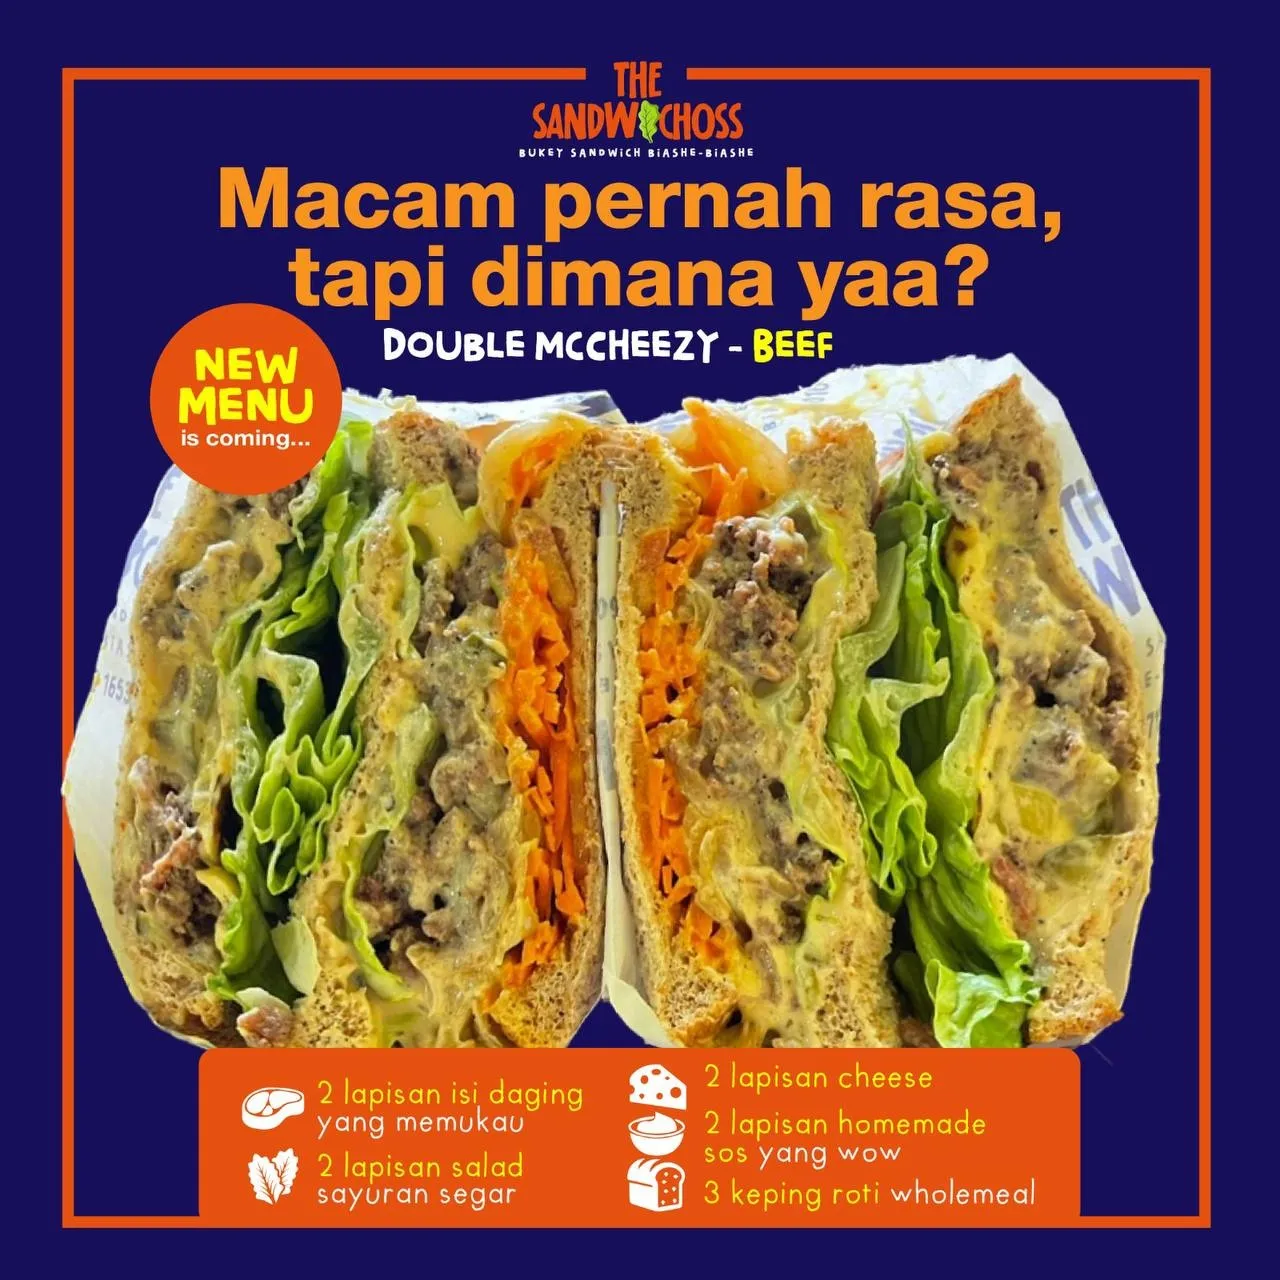 THE
SANDWICHOSS
BUKEY SANDWICH BIASHE-BIASHE
Macam pernah rasa,
tapi dimana yaa?
DOUBLE MCCHEEZY - BEEF
NEW
MENU
is coming...
2 lapisan isi daging
yang memukau
2 lapisan salad
sayuran segar
2 lapisan cheese
2 lapisan homemade
sos yang wow
3 keping roti wholemeal